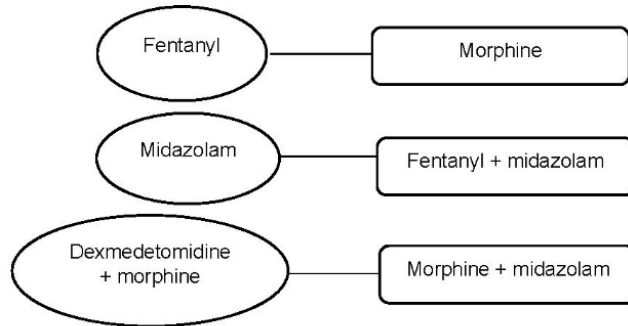 Fentanyl
Morphine
Midazolam
Fentanyl + midazolam
Dexmedetomidine
+ morphine
Morphine + midazolam